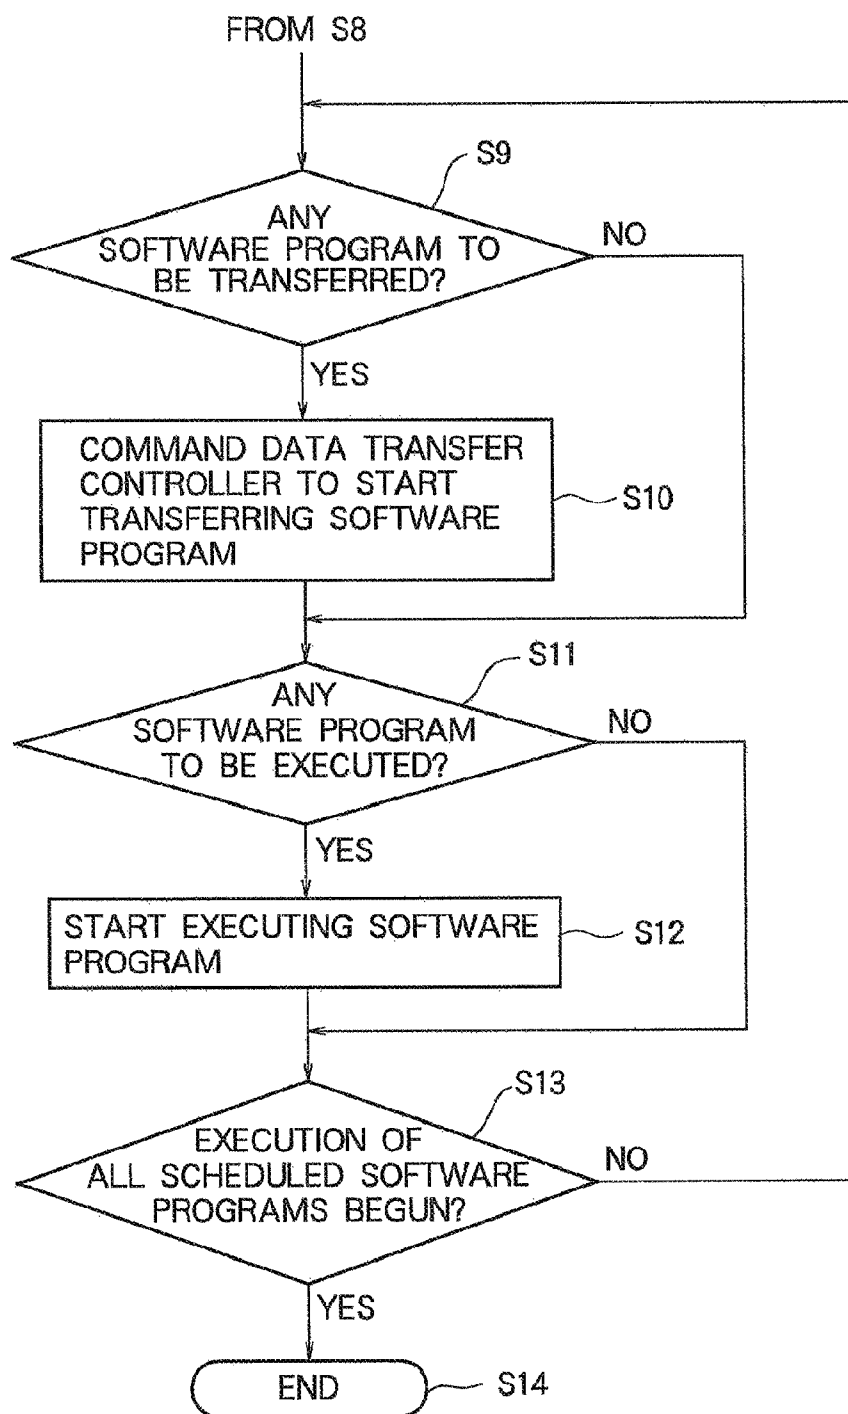 FROM S8
S9
ANY
SOFTWARE PROGRAM TO
BE TRANSFERRED?
NO
YES
COMMAND DATA TRANSFER
CONTROLLER TO START
TRANSFERRING SOFTWARE
PROGRAM
S10
S11
ANY
SOFTWARE PROGRAM
TO BE EXECUTED?
NO
YES
START EXECUTING SOFTWARE
PROGRAM
S12
S13
EXECUTION OF
ALL SCHEDULED SOFTWARE
PROGRAMS BEGUN?
NO
YES
END
S14